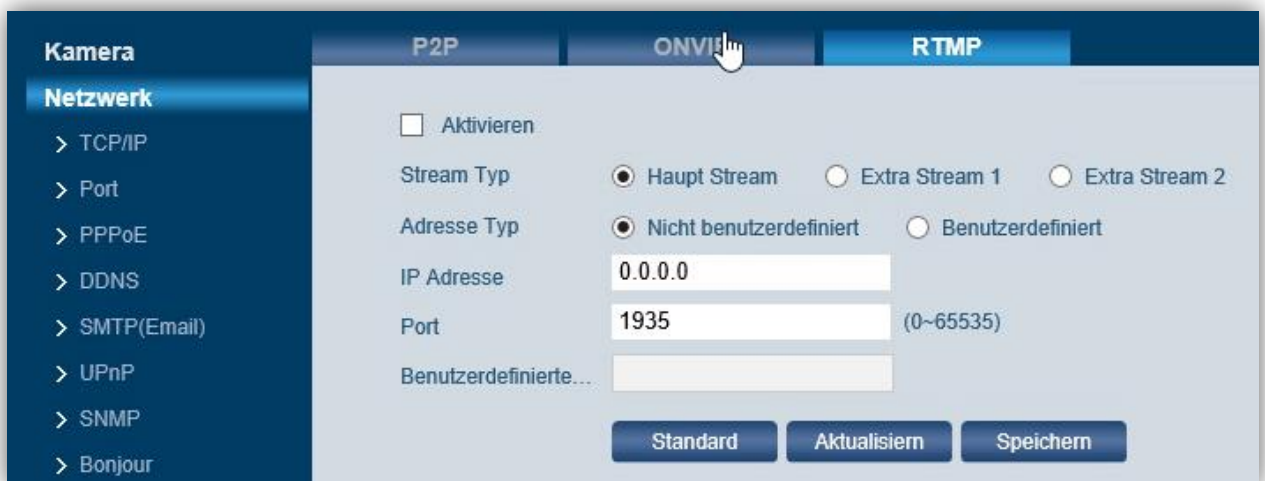 Kamera
Netzwerk
TCP/IP
Port
PPPoE
DDNS
SMTP(Email)
UPnP
SNMP
Bonjour
P2P ONVIF RTMP
Aktivieren
Stream Typ Haupt Stream Extra Stream 1 Extra Stream 2
Adresse Typ Nicht benutzerdefiniert Benutzerdefiniert
IP Adresse 0.0.0.0
Port 1935 (0~65535)
Benutzerdefinierte...
Standard Aktualisiern Speichern